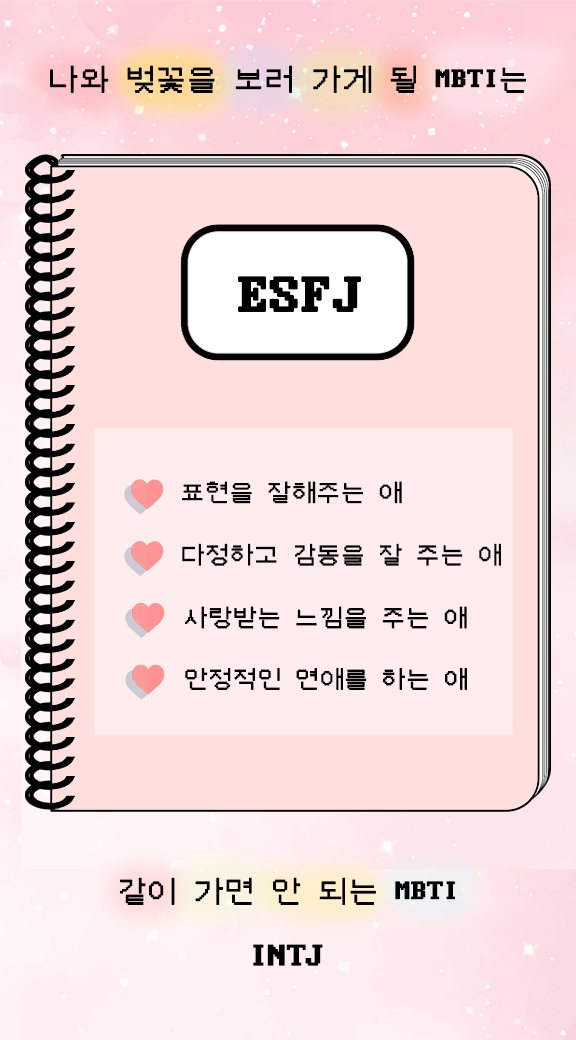 나와 벚꽃을 보러 가게 될 MBTI는
ESFJ
표현을 잘해주는 애
다정하고 감동을 잘 주는 애
사랑받는 느낌을 주는 애
안정적인 연애를 하는 애
같이 가면 안 되는 MBTI
INTJ